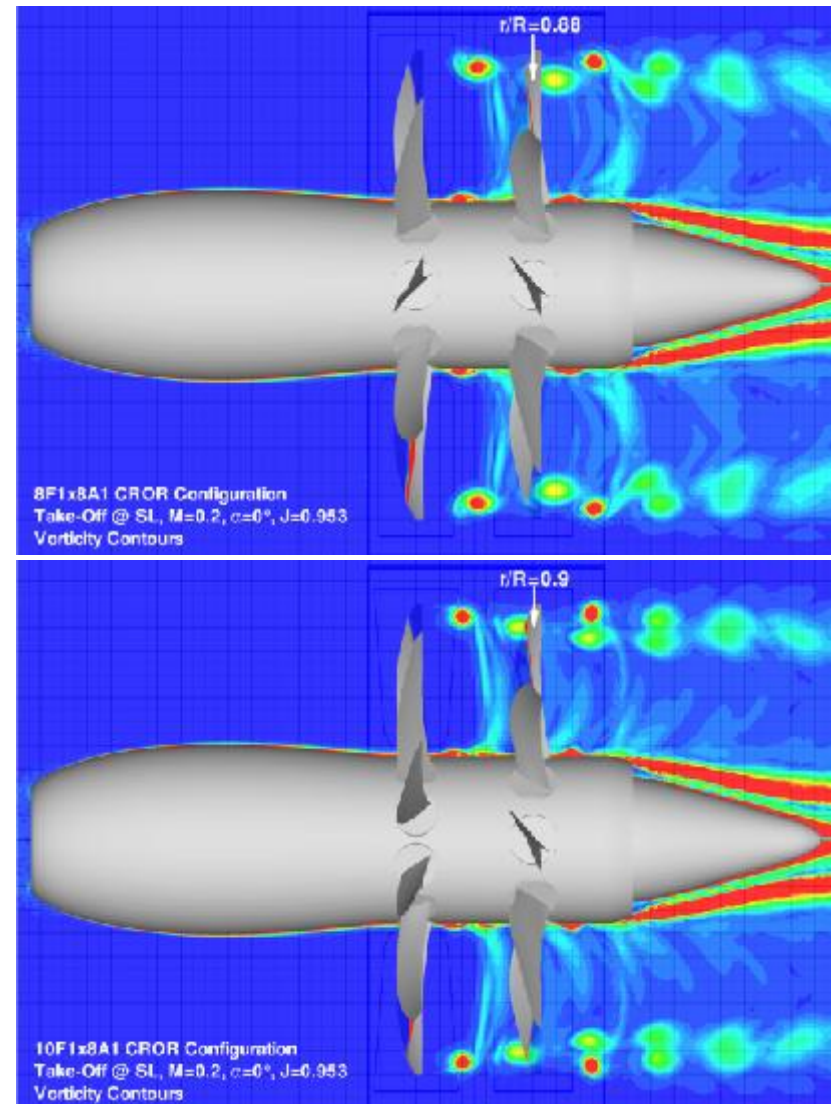 r/R=0.88
8F1x8A1 CROR Configuration
Take-Off @ SL, M=0.2, α=0°, J=0.953
Vorticity Contours
r/R=0.9
10F1x8A1 CROR Configuration
Take-Off @ SL, M=0.2, α=0°, J=0.953
Vorticity Contours